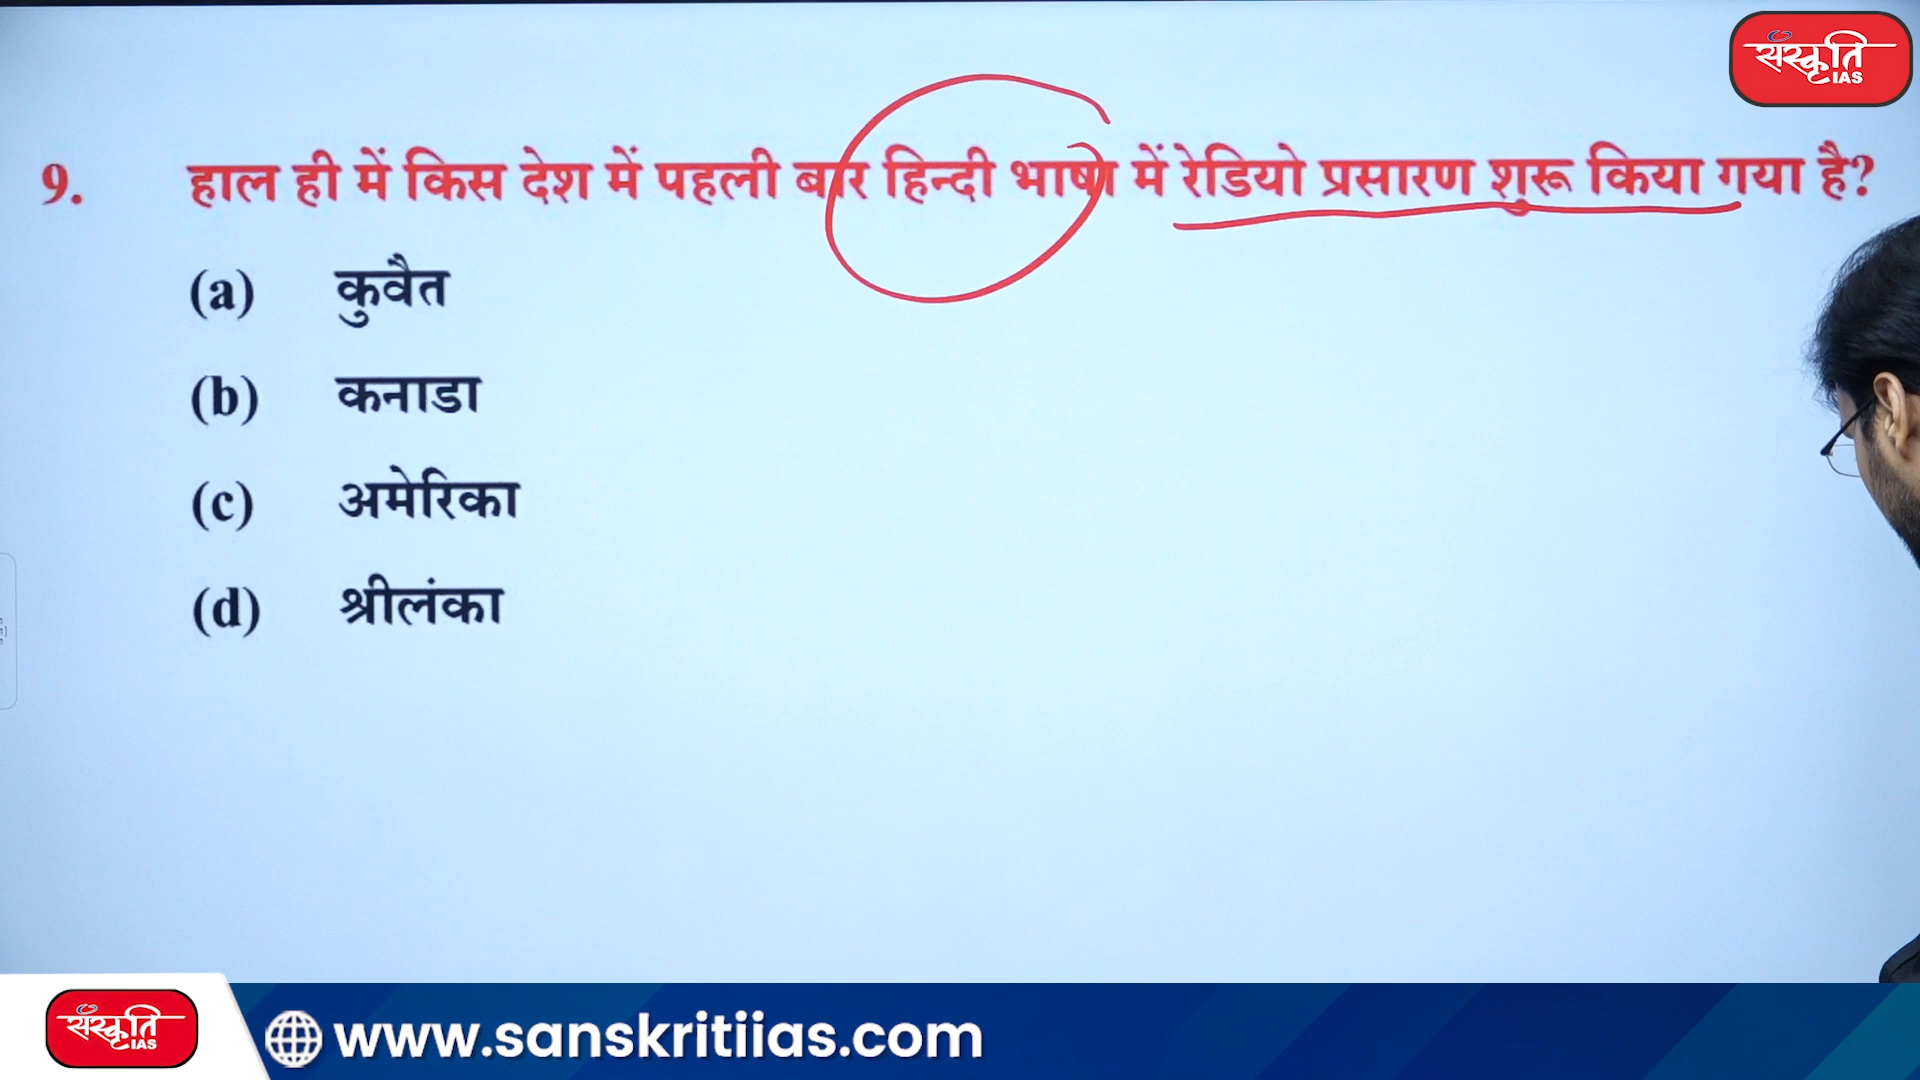 संस्कृति
IAS
9. हाल ही में किस देश में पहली बार हिन्दी भाषा में रेडियो प्रसारण शुरू किया गया है?
(a) कुवैत
(b) कनाडा
(c) अमेरिका
(d) श्रीलंका
संस्कृति
IAS
www.sanskritiias.com